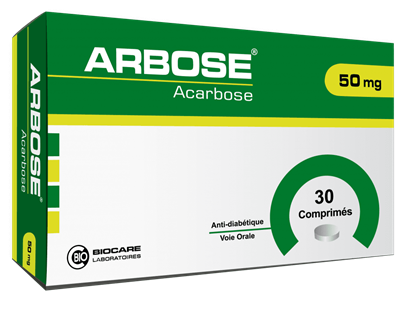 ARBOSE®
Acarbose
50 mg
30
Comprimés
Anti-diabétique
Voie Orale
BIO
BIOCARE
LABORATOIRES
ARBOSE®
Acarbose
50 mg